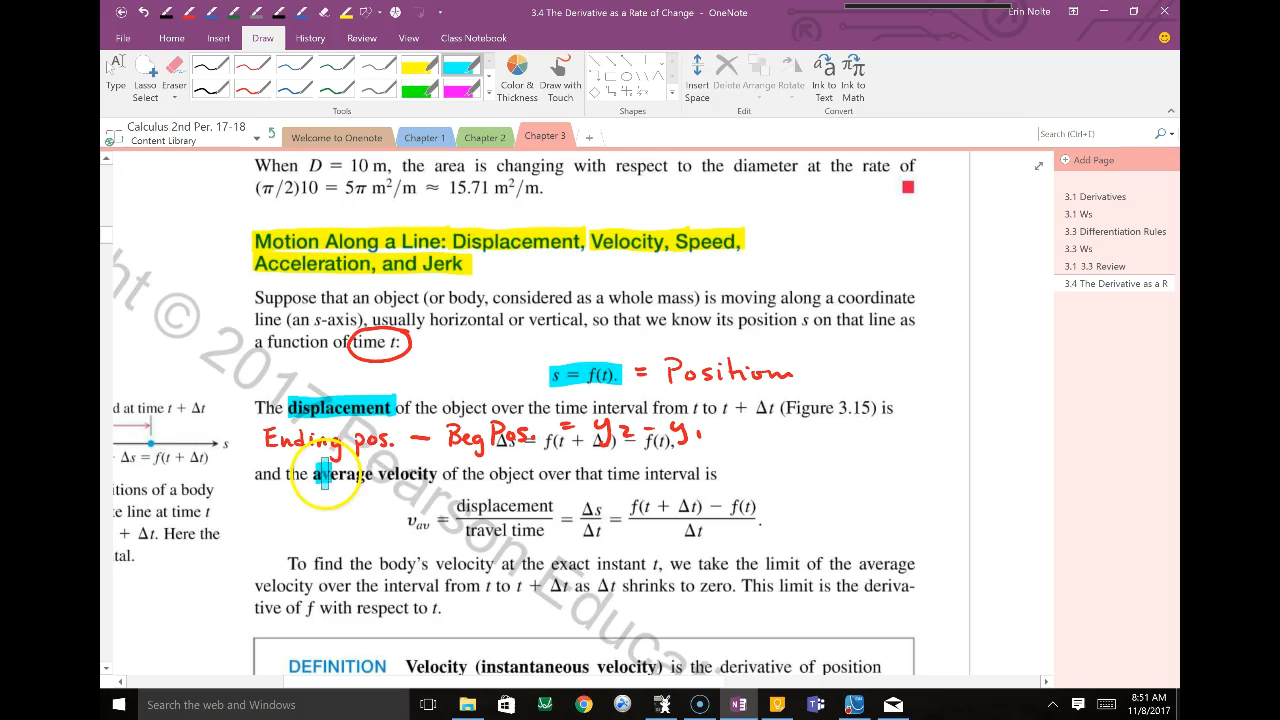 3.4 The Derivative as a Rate of Change - OneNote
Erin Nolte
File Home Insert Draw History Review View Class Notebook
Type Lasso Select Eraser Color & Thickness Draw with Touch Insert Space Delete Arrange Rotate Ink to Text Ink to Math
Tools Shapes Edit Convert
Calculus 2nd Per. 17-18
Content Library
Welcome to Onenote Chapter 1 Chapter 2 Chapter 3
Search (Ctrl+E)
Add Page
3.1 Derivatives
3.1 Ws
3.3 Differentiation Rules
3.3 Ws
3.1 3.3 Review
3.4 The Derivative as a R
When D = 10 m, the area is changing with respect to the diameter at the rate of
(π/2)10 = 5π m²/m ≈ 15.71 m²/m.
Motion Along a Line: Displacement, Velocity, Speed,
Acceleration, and Jerk
Suppose that an object (or body, considered as a whole mass) is moving along a coordinate
line (an s-axis), usually horizontal or vertical, so that we know its position s on that line as
a function of time t:
s = f(t). = Position
The displacement of the object over the time interval from t to t + Δt (Figure 3.15) is
Ending pos. - Beg Pos. = y2 - y1
Δs = f(t + Δt) - f(t),
and the average velocity of the object over that time interval is
v_av = displacement / travel time = Δs / Δt = f(t + Δt) - f(t) / Δt.
To find the body's velocity at the exact instant t, we take the limit of the average
velocity over the interval from t to t + Δt as Δt shrinks to zero. This limit is the deriva-
tive of f with respect to t.
DEFINITION Velocity (instantaneous velocity) is the derivative of position
d at time t + Δt
s
Δs = f(t + Δt)
itions of a body
e line at time t
+ Δt. Here the
tal.
ght © 2017 Pearson Educa
Search the web and Windows
8:51 AM
11/8/2017